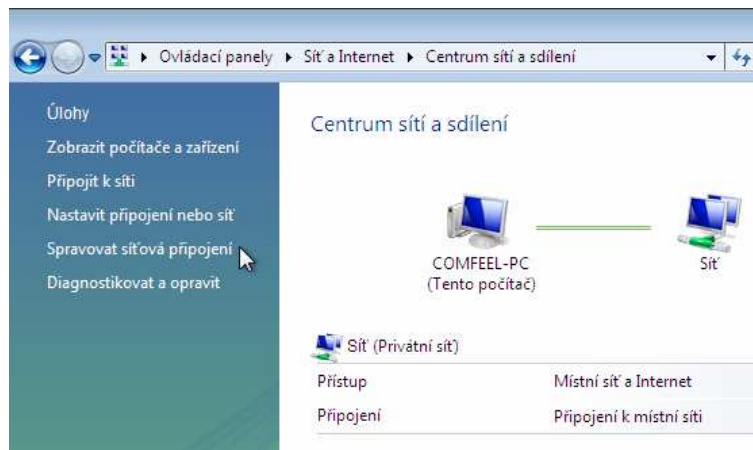 Ovládací panely ▸ Síť a Internet ▸ Centrum sítí a sdílení
Úlohy
Zobrazit počítače a zařízení
Připojit k síti
Nastavit připojení nebo síť
Spravovat síťová připojení
Diagnostikovat a opravit
Centrum sítí a sdílení
COMFEEL-PC
(Tento počítač)
Síť
Síť (Privátní síť)
Přístup Místní síť a Internet
Připojení Připojení k místní síti